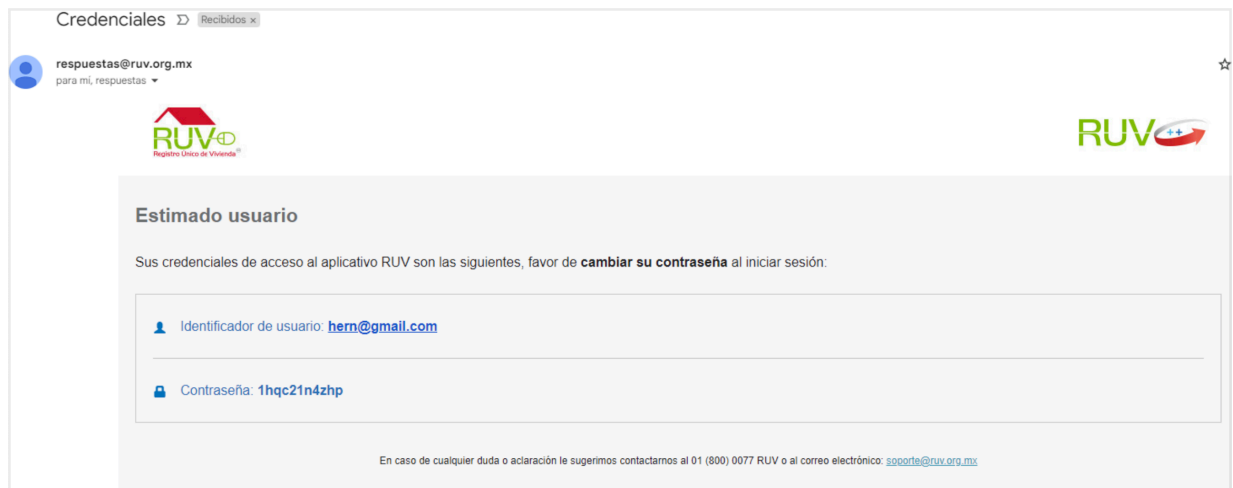 Credenciales Recibidos x
respuestas@ruv.org.mx
para mí, respuestas
RUV
Registro Único de Vivienda®
RUV ++
Estimado usuario
Sus credenciales de acceso al aplicativo RUV son las siguientes, favor de cambiar su contraseña al iniciar sesión:
Identificador de usuario: hern@gmail.com
Contraseña: 1hqc21n4zhp
En caso de cualquier duda o aclaración le sugerimos contactarnos al 01 (800) 0077 RUV o al correo electrónico: soporte@ruv.org.mx